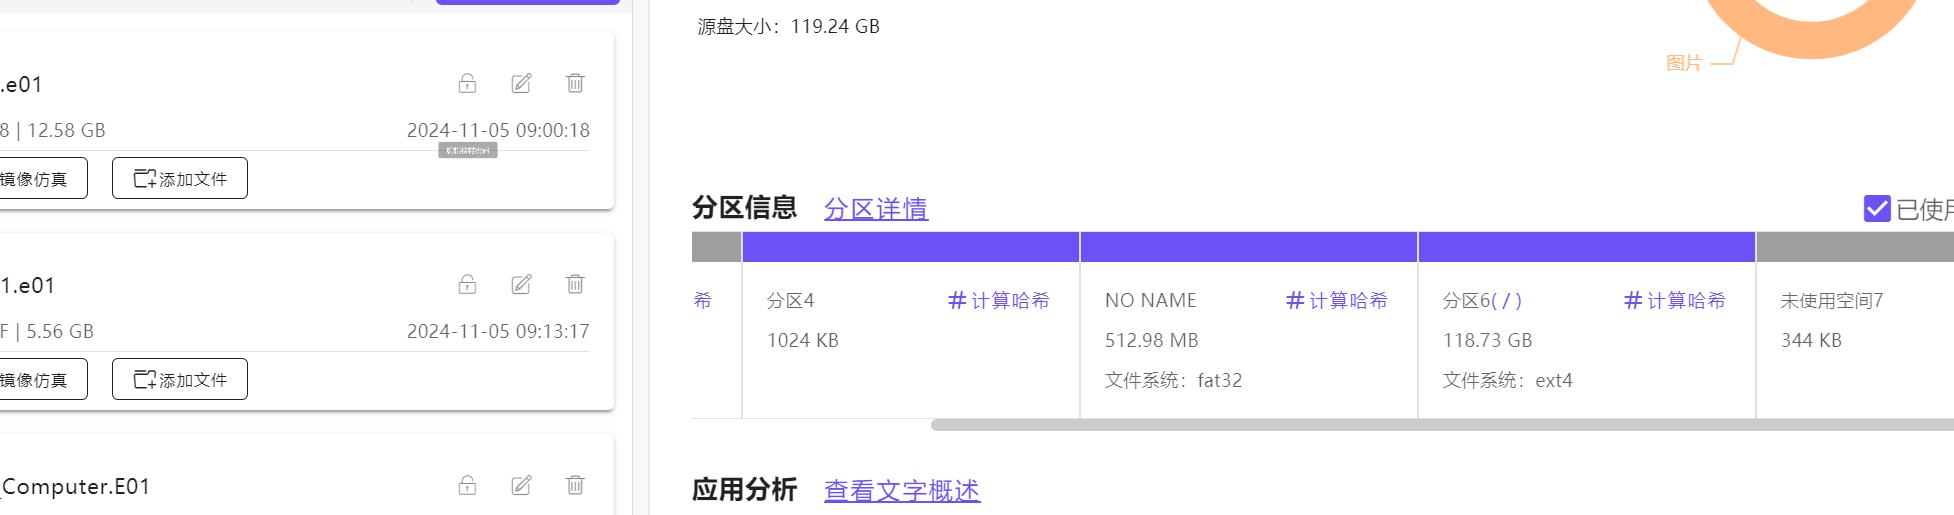 .e01
8 | 12.58 GB
2024-11-05 09:00:18
镜像仿真
添加文件
1.e01
F | 5.56 GB
2024-11-05 09:13:17
镜像仿真
添加文件
_Computer.E01
源盘大小：119.24 GB
图片
分区信息 分区详情
已使用
希
分区4 #计算哈希
1024 KB
NO NAME #计算哈希
512.98 MB
文件系统：fat32
分区6( / ) #计算哈希
118.73 GB
文件系统：ext4
未使用空间7
344 KB
应用分析 查看文字概述